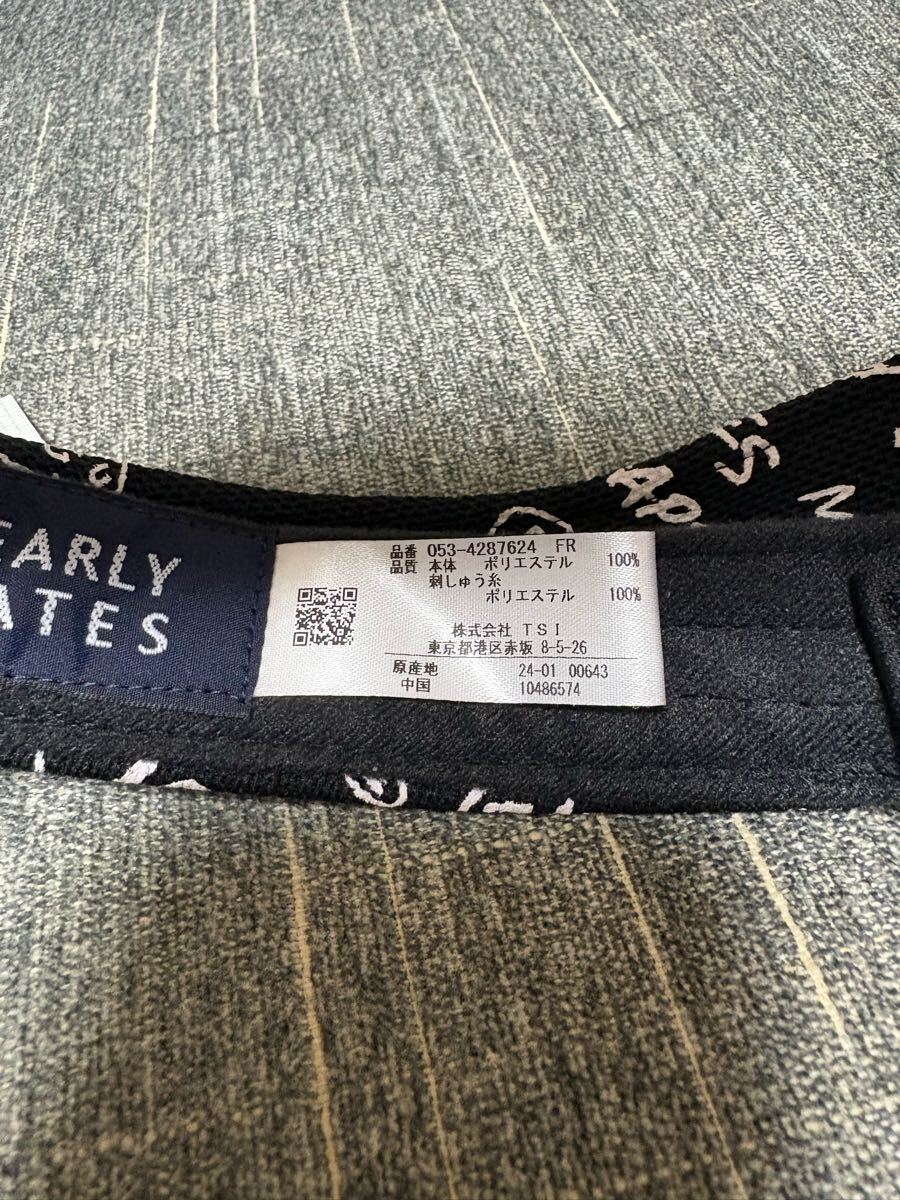 EARLY
ATES
品番 053-4287624 FR
品質 本体 ポリエステル 100%
刺しゅう糸
ポリエステル 100%
株式会社 TSI
東京都港区赤坂 8-5-26
原産地 24-01 00643
中国 10486574